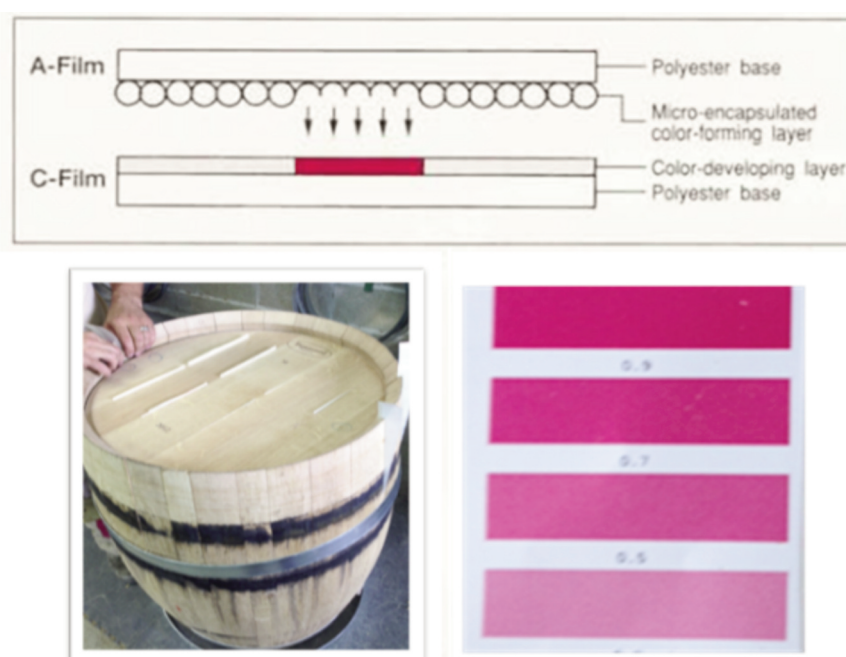 A-Film
Polyester base
Micro-encapsulated
color-forming layer
C-Film
Color-developing layer
Polyester base
0.9
0.7
0.5